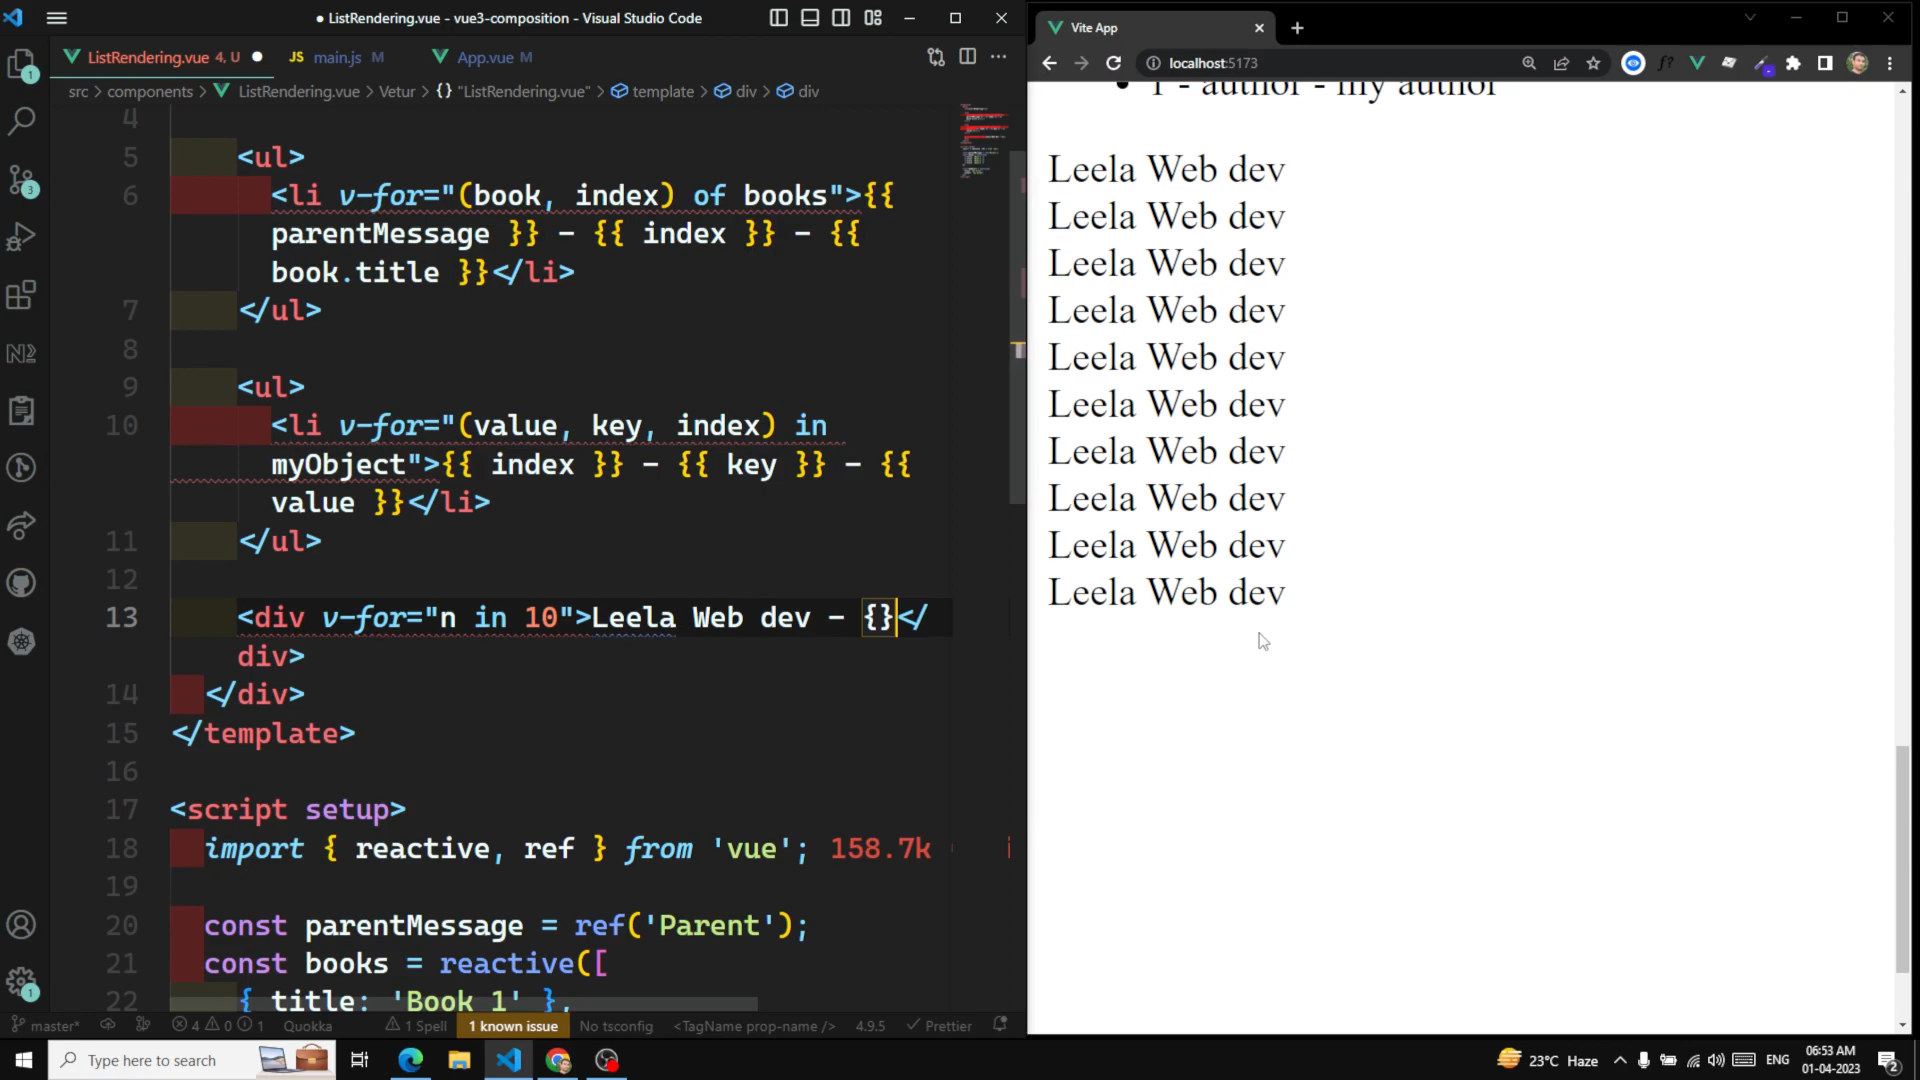 ● ListRendering.vue - vue3-composition - Visual Studio Code
ListRendering.vue 4, U ●
JS main.js M
App.vue M
src > components > ListRendering.vue > Vetur > {} "ListRendering.vue" > template > div > div
4
5 <ul>
6 <li v-for="(book, index) of books">{{
parentMessage }} - {{ index }} - {{
book.title }}</li>
7 </ul>
8
9 <ul>
10 <li v-for="(value, key, index) in
myObject">{{ index }} - {{ key }} - {{
value }}</li>
11 </ul>
12
13 <div v-for="n in 10">Leela Web dev - {}</
div>
14 </div>
15 </template>
16
17 <script setup>
18 import { reactive, ref } from 'vue'; 158.7k
19
20 const parentMessage = ref('Parent');
21 const books = reactive([
22 { title: 'Book 1' },
master* 4 0 1 Quokka 1 Spell 1 known issue No tsconfig <TagName prop-name /> 4.9.5 Prettier
Vite App
localhost:5173
1 - author - my author
Leela Web dev
Leela Web dev
Leela Web dev
Leela Web dev
Leela Web dev
Leela Web dev
Leela Web dev
Leela Web dev
Leela Web dev
Leela Web dev
Type here to search
23°C Haze
ENG
06:53 AM
01-04-2023
2